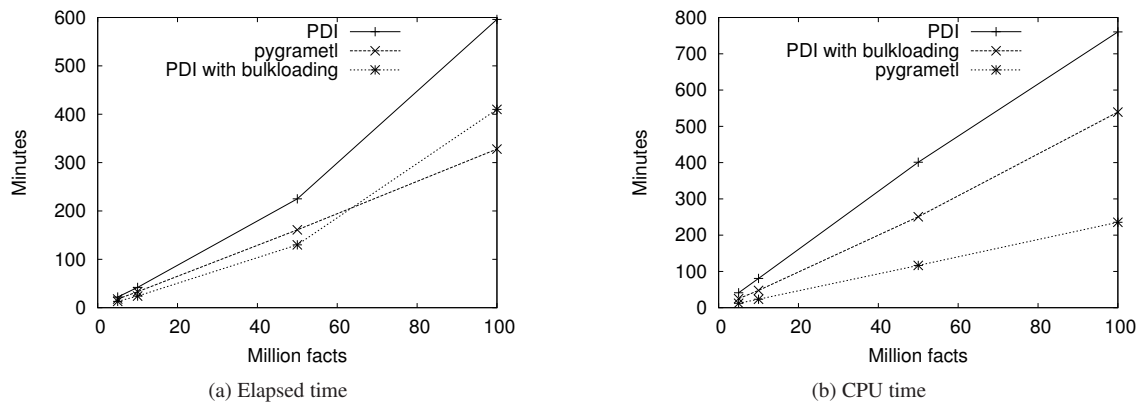 PDI
pygrametl
PDI with bulkloading
600
500
400
300
200
100
0
Minutes
0 20 40 60 80 100
Million facts
(a) Elapsed time
PDI
PDI with bulkloading
pygrametl
800
700
600
500
400
300
200
100
0
Minutes
0 20 40 60 80 100
Million facts
(b) CPU time